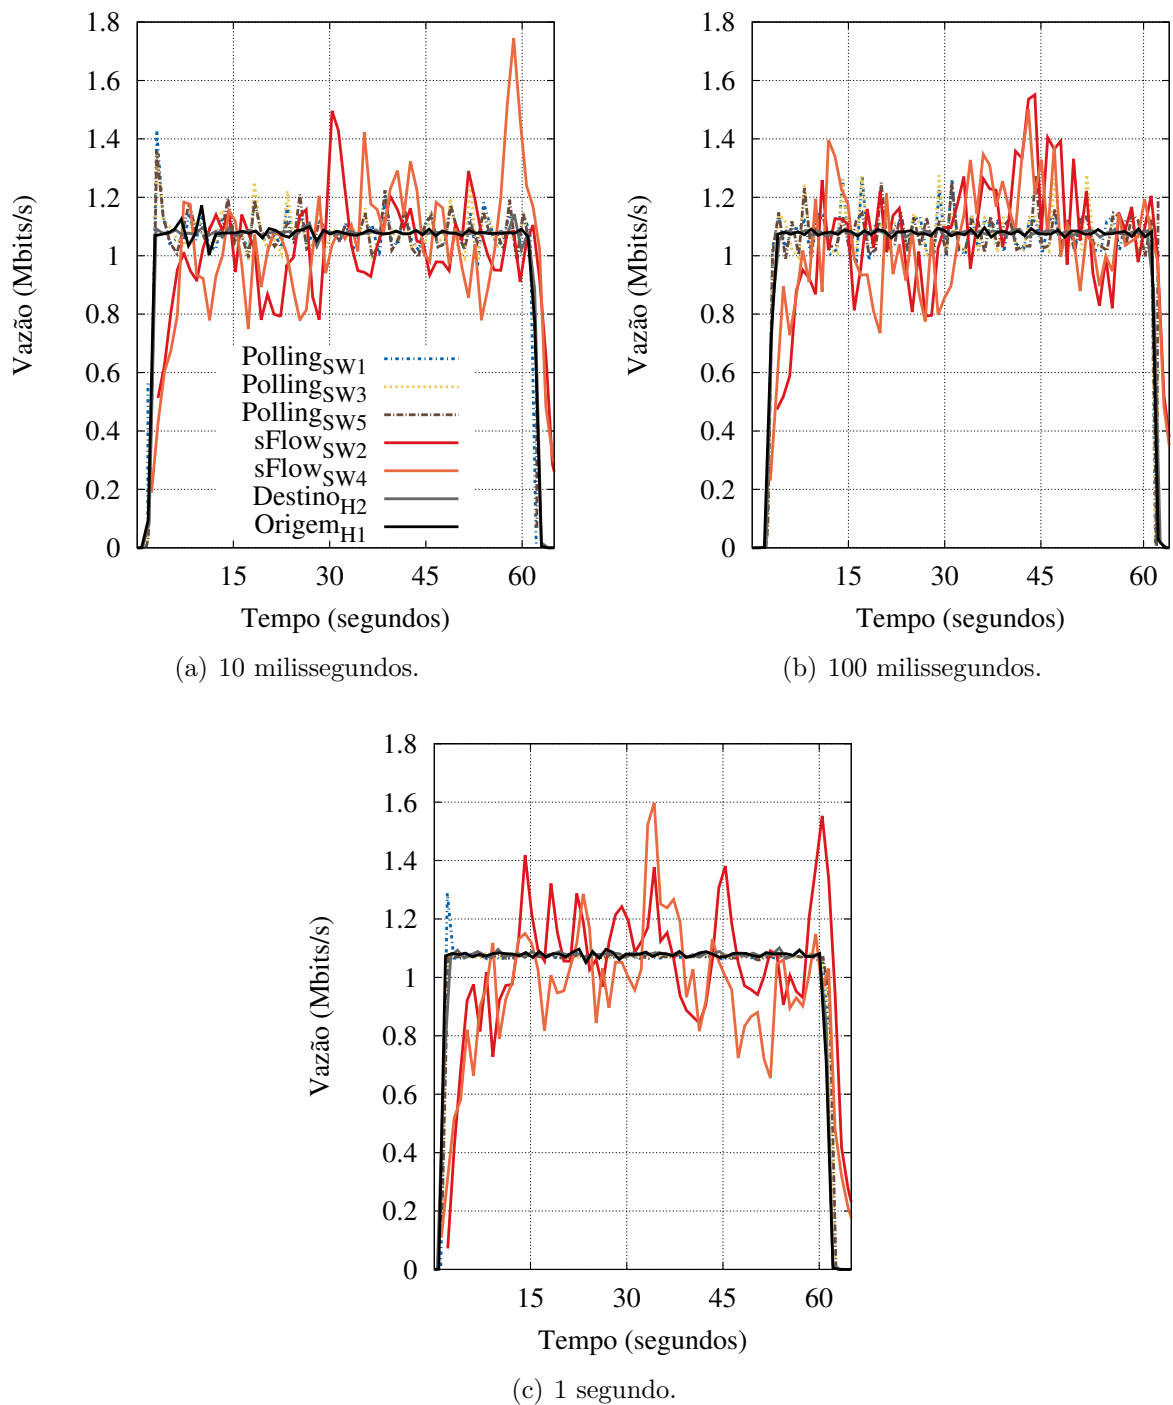 1.8
1.6
1.4
1.2
1
0.8
0.6
0.4
0.2
0
Vazão (Mbits/s)
15 30 45 60
Tempo (segundos)
Polling SW1
Polling SW3
Polling SW5
sFlow SW2
sFlow SW4
Destino H2
Origem H1
(a) 10 milissegundos.
1.8
1.6
1.4
1.2
1
0.8
0.6
0.4
0.2
0
Vazão (Mbits/s)
15 30 45 60
Tempo (segundos)
(b) 100 milissegundos.
1.8
1.6
1.4
1.2
1
0.8
0.6
0.4
0.2
0
Vazão (Mbits/s)
15 30 45 60
Tempo (segundos)
(c) 1 segundo.